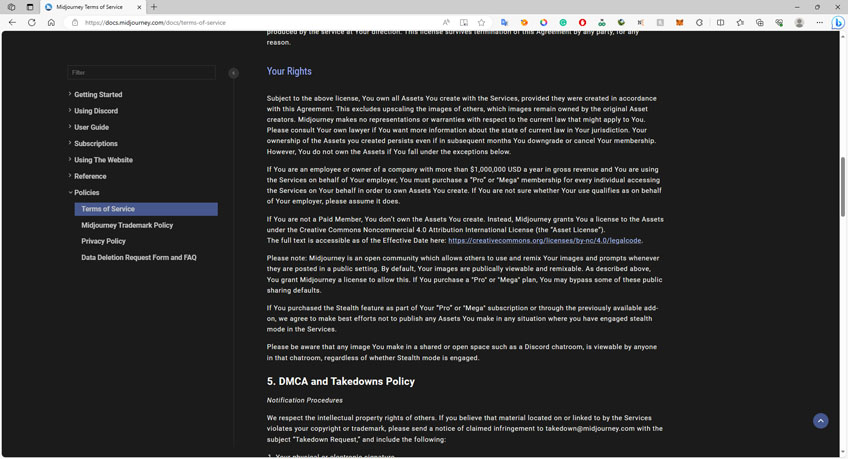 Midjourney Terms of Service
https://docs.midjourney.com/docs/terms-of-service
produced by the service at Your direction. This license survives termination of this Agreement by any party, for any
reason.
Filter
Getting Started
Using Discord
User Guide
Subscriptions
Using The Website
Reference
Policies
Terms of Service
Midjourney Trademark Policy
Privacy Policy
Data Deletion Request Form and FAQ
Your Rights
Subject to the above license, You own all Assets You create with the Services, provided they were created in accordance
with this Agreement. This excludes upscaling the images of others, which images remain owned by the original Asset
creators. Midjourney makes no representations or warranties with respect to the current law that might apply to You.
Please consult Your own lawyer if You want more information about the state of current law in Your jurisdiction. Your
ownership of the Assets you created persists even if in subsequent months You downgrade or cancel Your membership.
However, You do not own the Assets if You fall under the exceptions below.
If You are an employee or owner of a company with more than $1,000,000 USD a year in gross revenue and You are using
the Services on behalf of Your employer, You must purchase a "Pro" or "Mega" membership for every individual accessing
the Services on Your behalf in order to own Assets You create. If You are not sure whether Your use qualifies as on behalf
of Your employer, please assume it does.
If You are not a Paid Member, You don't own the Assets You create. Instead, Midjourney grants You a license to the Assets
under the Creative Commons Noncommercial 4.0 Attribution International License (the "Asset License").
The full text is accessible as of the Effective Date here: https://creativecommons.org/licenses/by-nc/4.0/legalcode.
Please note: Midjourney is an open community which allows others to use and remix Your images and prompts whenever
they are posted in a public setting. By default, Your images are publically viewable and remixable. As described above,
You grant Midjourney a license to allow this. If You purchase a "Pro" or "Mega" plan, You may bypass some of these public
sharing defaults.
If You purchased the Stealth feature as part of Your "Pro" or "Mega" subscription or through the previously available add-
on, we agree to make best efforts not to publish any Assets You make in any situation where you have engaged stealth
mode in the Services.
Please be aware that any image You make in a shared or open space such as a Discord chatroom, is viewable by anyone
in that chatroom, regardless of whether Stealth mode is engaged.
5. DMCA and Takedowns Policy
Notification Procedures
We respect the intellectual property rights of others. If you believe that material located on or linked to by the Services
violates your copyright or trademark, please send a notice of claimed infringement to takedown@midjourney.com with the
subject "Takedown Request," and include the following:
1. Your physical or electronic signature